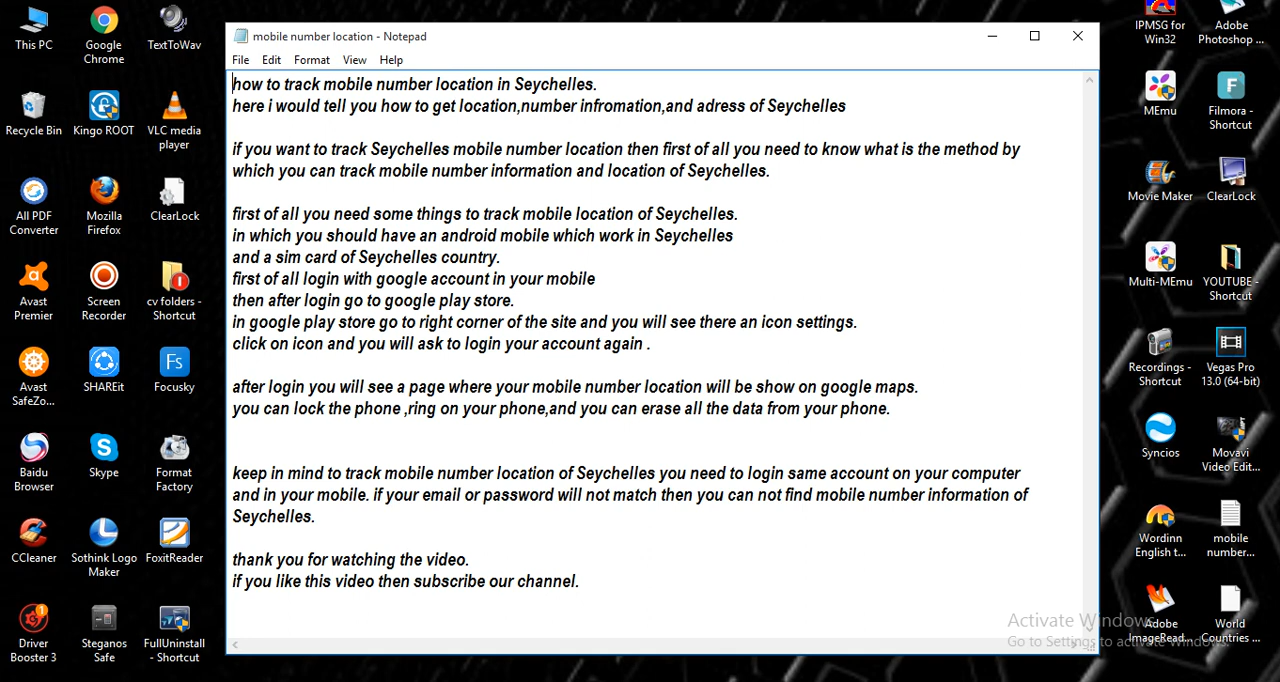 This PC
Google
Chrome
TextToWav
Recycle Bin
Kingo ROOT
VLC media
player
All PDF
Converter
Mozilla
Firefox
ClearLock
Avast
Premier
Screen
Recorder
cv folders -
Shortcut
Avast
SafeZo...
SHAREit
Focusky
Baidu
Browser
Skype
Format
Factory
CCleaner
Sothink Logo
Maker
FoxitReader
Driver
Booster 3
Steganos
Safe
FullUninstall
- Shortcut
mobile number location - Notepad
File Edit Format View Help
how to track mobile number location in Seychelles.
here i would tell you how to get location,number infromation,and adress of Seychelles
if you want to track Seychelles mobile number location then first of all you need to know what is the method by
which you can track mobile number information and location of Seychelles.
first of all you need some things to track mobile location of Seychelles.
in which you should have an android mobile which work in Seychelles
and a sim card of Seychelles country.
first of all login with google account in your mobile
then after login go to google play store.
in google play store go to right corner of the site and you will see there an icon settings.
click on icon and you will ask to login your account again .
after login you will see a page where your mobile number location will be show on google maps.
you can lock the phone ,ring on your phone,and you can erase all the data from your phone.
keep in mind to track mobile number location of Seychelles you need to login same account on your computer
and in your mobile. if your email or password will not match then you can not find mobile number information of
Seychelles.
thank you for watching the video.
if you like this video then subscribe our channel.
IPMSG for
Win32
Adobe
Photoshop ...
MEmu
Filmora -
Shortcut
Movie Maker
ClearLock
Multi-MEmu
YOUTUBE -
Shortcut
Recordings -
Shortcut
Vegas Pro
13.0 (64-bit)
Syncios
Movavi
Video Edit...
Wordinn
English t...
mobile
number...
Adobe
ImageRead...
World
Countries ...
Activate Windows
Go to Settings to activate Windows.